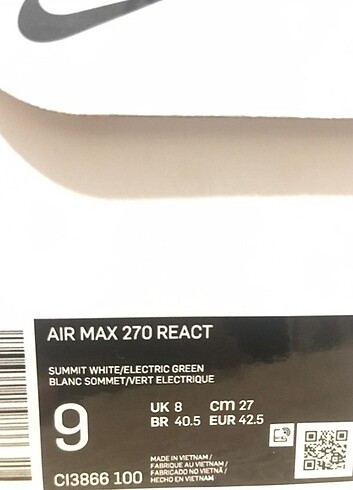 AIR MAX 270 REACT
SUMMIT WHITE/ELECTRIC GREEN
BLANC SOMMET/VERT ELECTRIQUE
9
UK 8 cm 27
BR 40.5 EUR 42.5
CI3866 100
MADE IN VIETNAM /
FABRIQUE AU VIETNAM /
FABRICADO NO VIETNÃ /
HECHO EN VIETNAM